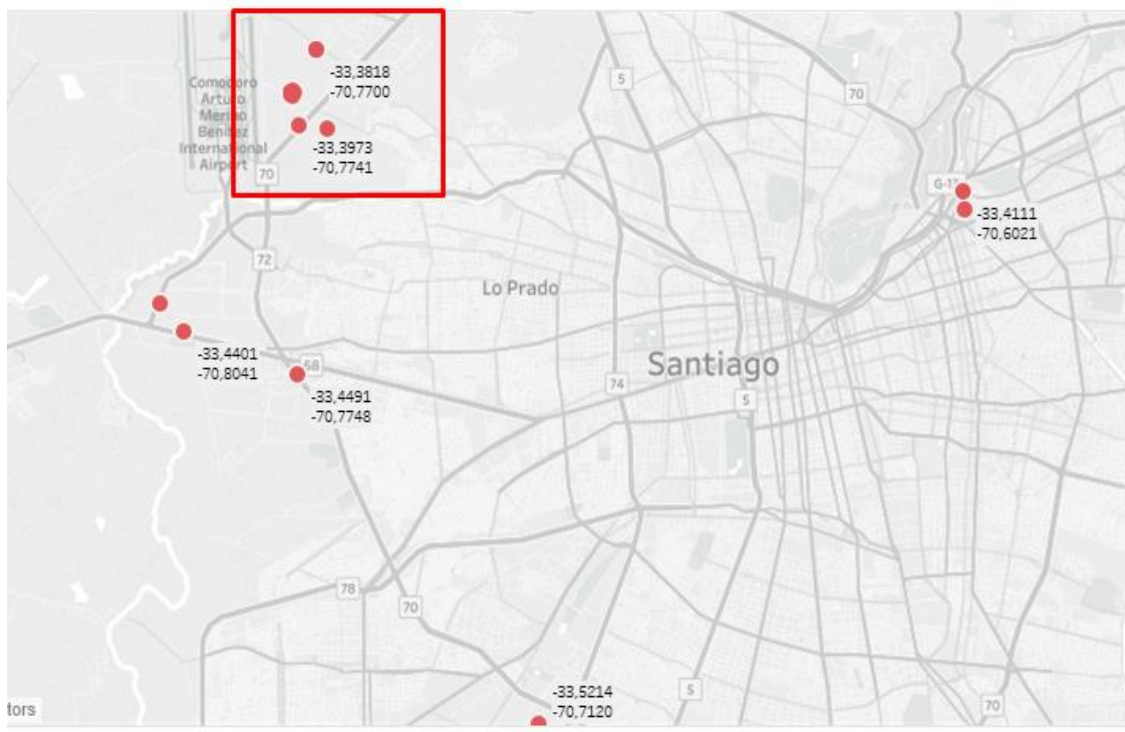 -33,3818
-70,7700
Comodoro
Arturo
Merino
Benítez
International
Airport
-33,3973
-70,7741
70
5
70
G-17
-33,4111
-70,6021
72
Lo Prado
-33,4401
-70,8041
68
Santiago
-33,4491
-70,7748
74
5
78
70
-33,5214
-70,7120
5
70
tors